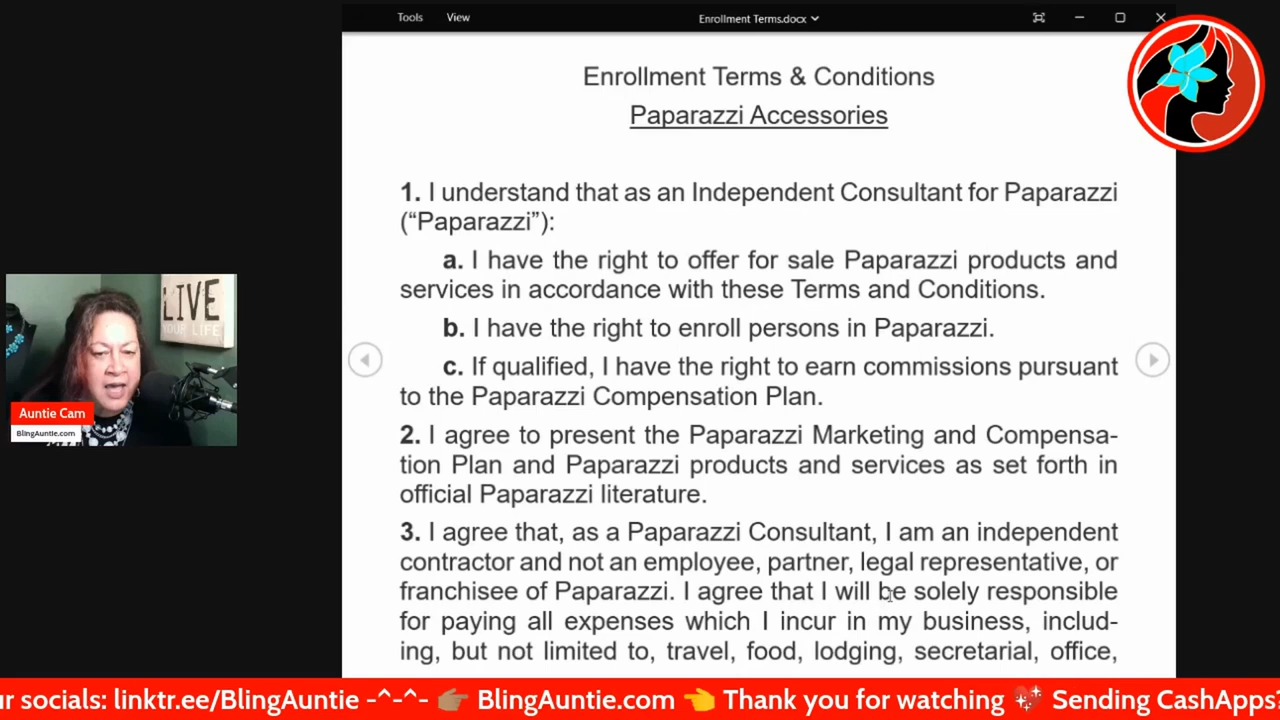 Tools View Enrollment Terms.docx
Enrollment Terms & Conditions
Paparazzi Accessories
1. I understand that as an Independent Consultant for Paparazzi
(“Paparazzi”):
a. I have the right to offer for sale Paparazzi products and
services in accordance with these Terms and Conditions.
b. I have the right to enroll persons in Paparazzi.
c. If qualified, I have the right to earn commissions pursuant
to the Paparazzi Compensation Plan.
2. I agree to present the Paparazzi Marketing and Compensa-
tion Plan and Paparazzi products and services as set forth in
official Paparazzi literature.
3. I agree that, as a Paparazzi Consultant, I am an independent
contractor and not an employee, partner, legal representative, or
franchisee of Paparazzi. I agree that I will be solely responsible
for paying all expenses which I incur in my business, includ-
ing, but not limited to, travel, food, lodging, secretarial, office,
LIVE
YOUR LIFE
Auntie Cam
BlingAuntie.com
ur socials: linktr.ee/BlingAuntie -^-^- 👉🏽 BlingAuntie.com 👈 Thank you for watching 💖 Sending CashApps?